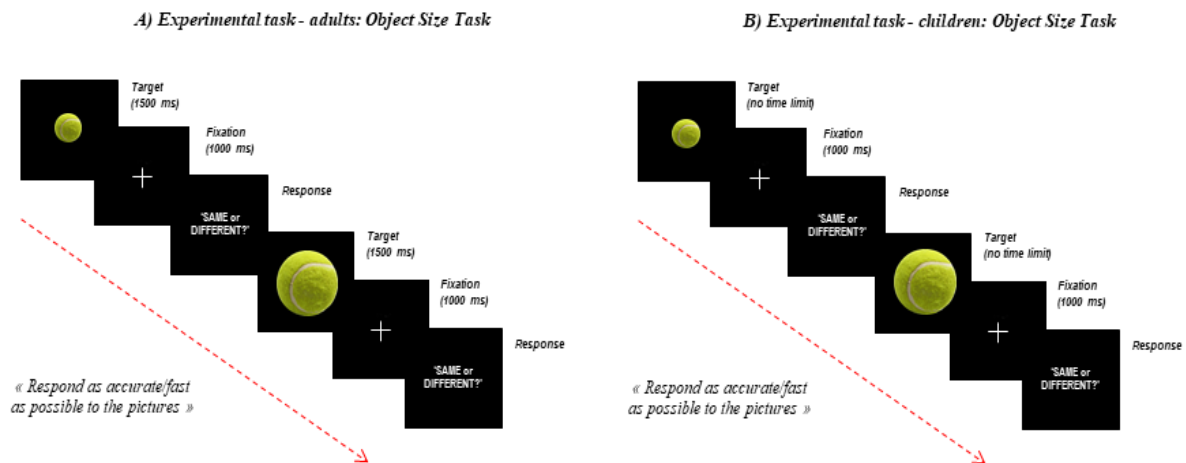 A) Experimental task - adults: Object Size Task
Target
(1500 ms)
Fixation
(1000 ms)
Response
'SAME or
DIFFERENT?'
Target
(1500 ms)
Fixation
(1000 ms)
Response
'SAME or
DIFFERENT?'
« Respond as accurate/fast
as possible to the pictures »
B) Experimental task - children: Object Size Task
Target
(no time limit)
Fixation
(1000 ms)
Response
'SAME or
DIFFERENT?'
Target
(no time limit)
Fixation
(1000 ms)
Response
'SAME or
DIFFERENT?'
« Respond as accurate/fast
as possible to the pictures »